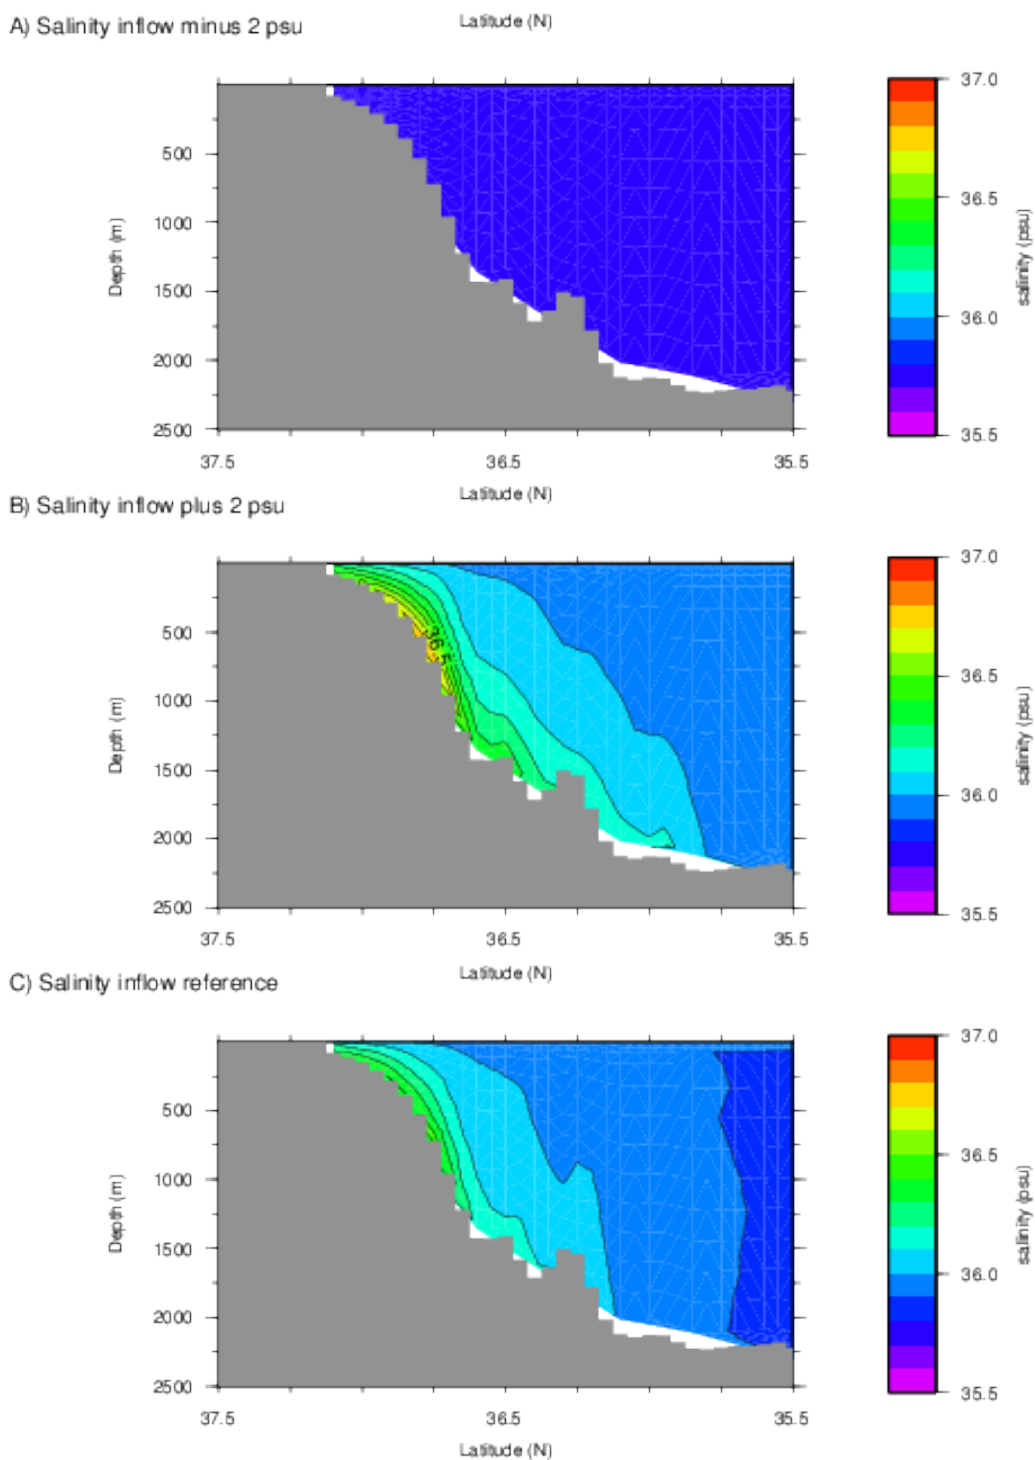 Latitude (N)
A) Salinity inflow minus 2 psu
500
1000
1500
2000
2500
Depth (m)
37.5
36.5
35.5
37.0
36.5
36.0
35.5
salinity (psu)
Latitude (N)
B) Salinity inflow plus 2 psu
36.5
500
1000
1500
2000
2500
Depth (m)
37.5
36.5
35.5
37.0
36.5
36.0
35.5
salinity (psu)
Latitude (N)
C) Salinity inflow reference
500
1000
1500
2000
2500
Depth (m)
37.5
36.5
35.5
Latitude (N)
37.0
36.5
36.0
35.5
salinity (psu)